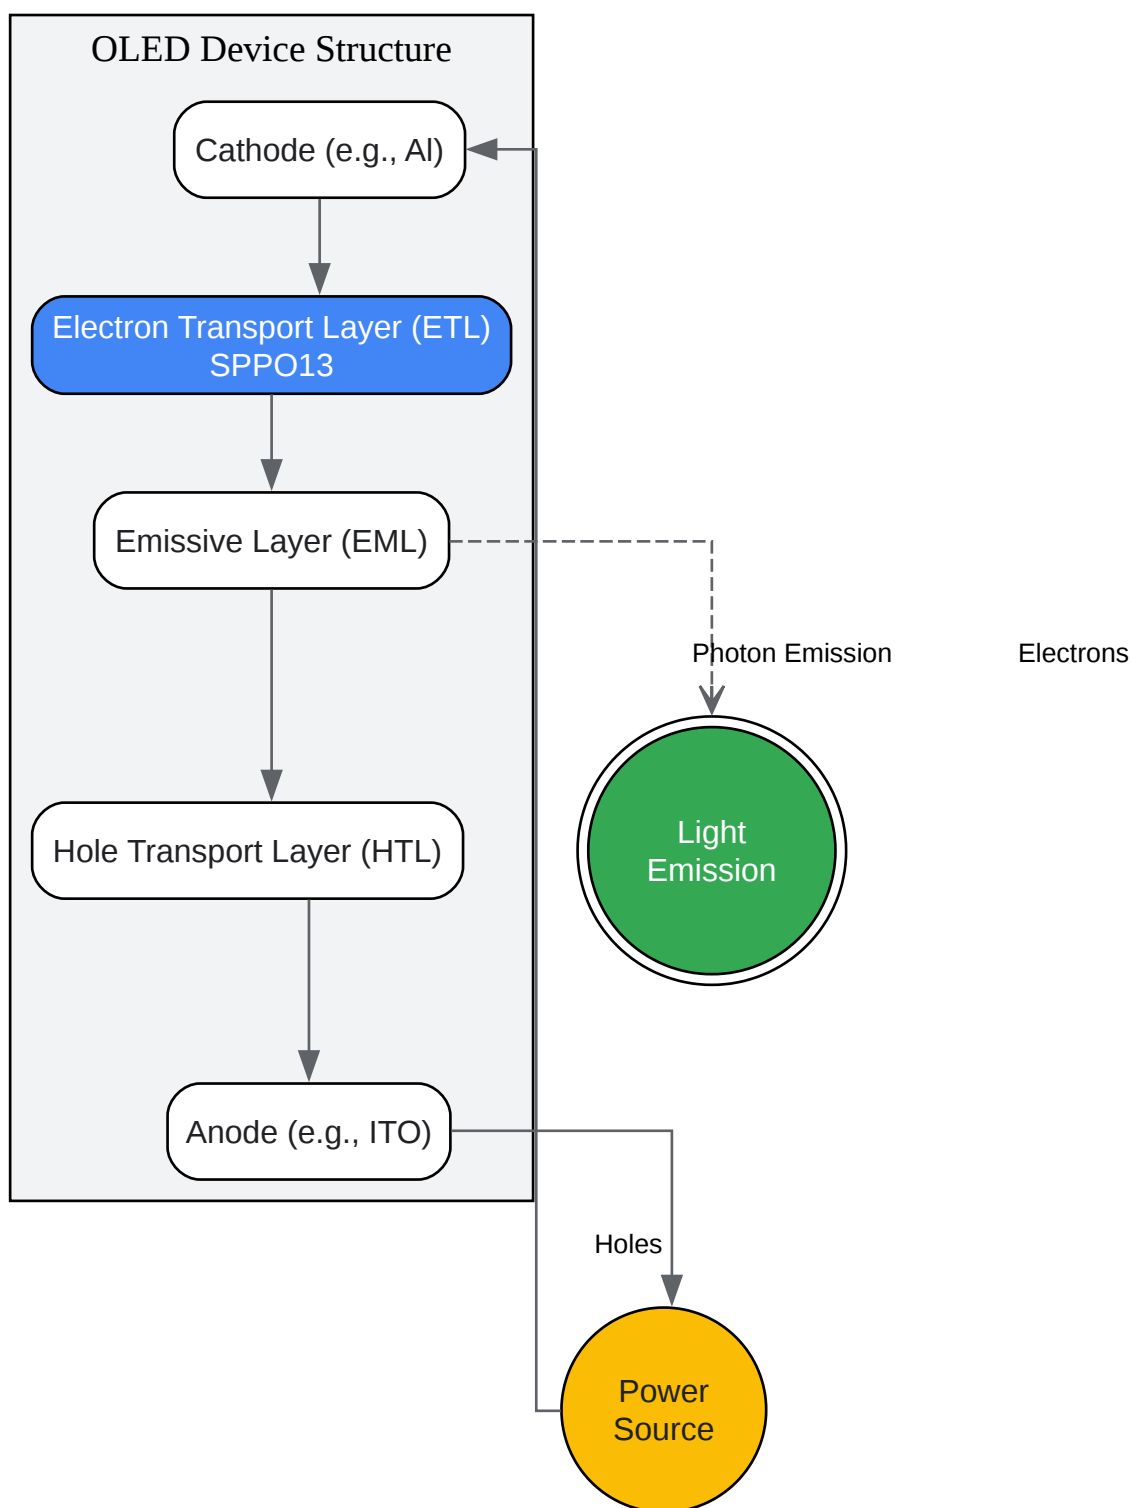 OLED Device Structure
Cathode (e.g., Al)
Electron Transport Layer (ETL)
SPPO13
Emissive Layer (EML)
Photon Emission
Electrons
Light
Emission
Hole Transport Layer (HTL)
Anode (e.g., ITO)
Holes
Power
Source